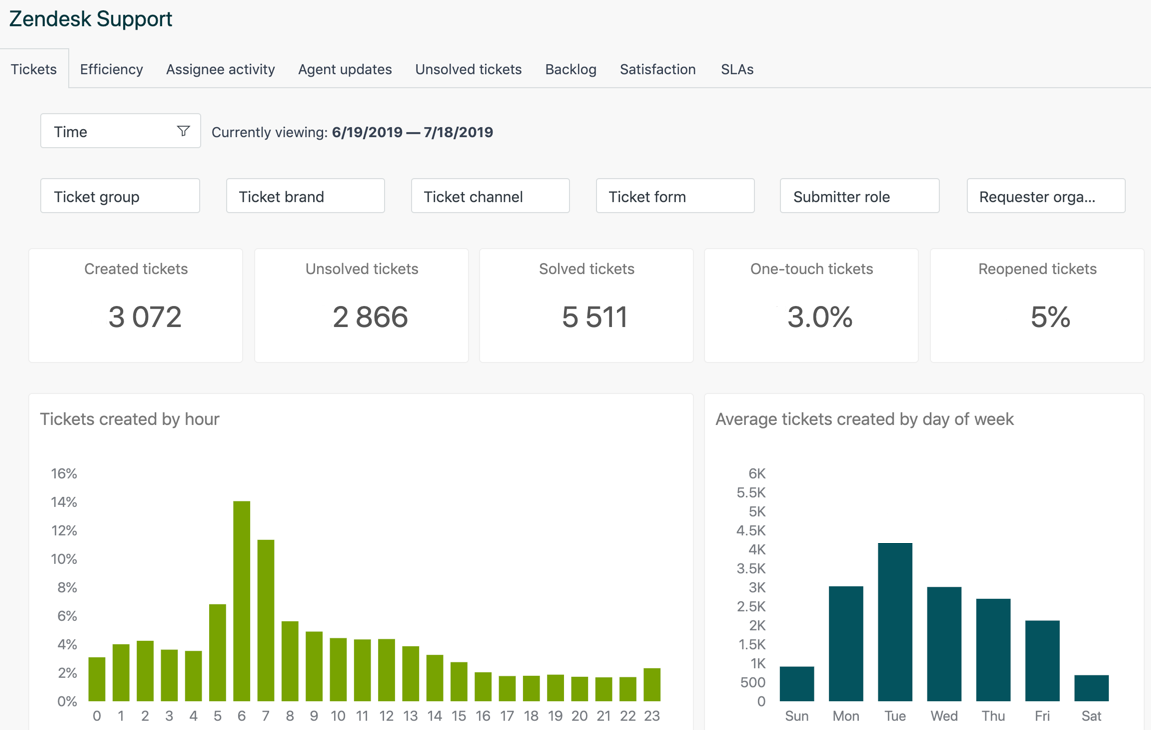 Zendesk Support
Tickets Efficiency Assignee activity Agent updates Unsolved tickets Backlog Satisfaction SLAs
Time Currently viewing: 6/19/2019 — 7/18/2019
Ticket group Ticket brand Ticket channel Ticket form Submitter role Requester orga...
Created tickets Unsolved tickets Solved tickets One-touch tickets Reopened tickets
3 072 2 866 5 511 3.0% 5%
Tickets created by hour
16%
14%
12%
10%
8%
6%
4%
2%
0%
0 1 2 3 4 5 6 7 8 9 10 11 12 13 14 15 16 17 18 19 20 21 22 23
Average tickets created by day of week
6K
5.5K
5K
4.5K
4K
3.5K
3K
2.5K
2K
1.5K
1K
500
0
Sun Mon Tue Wed Thu Fri Sat